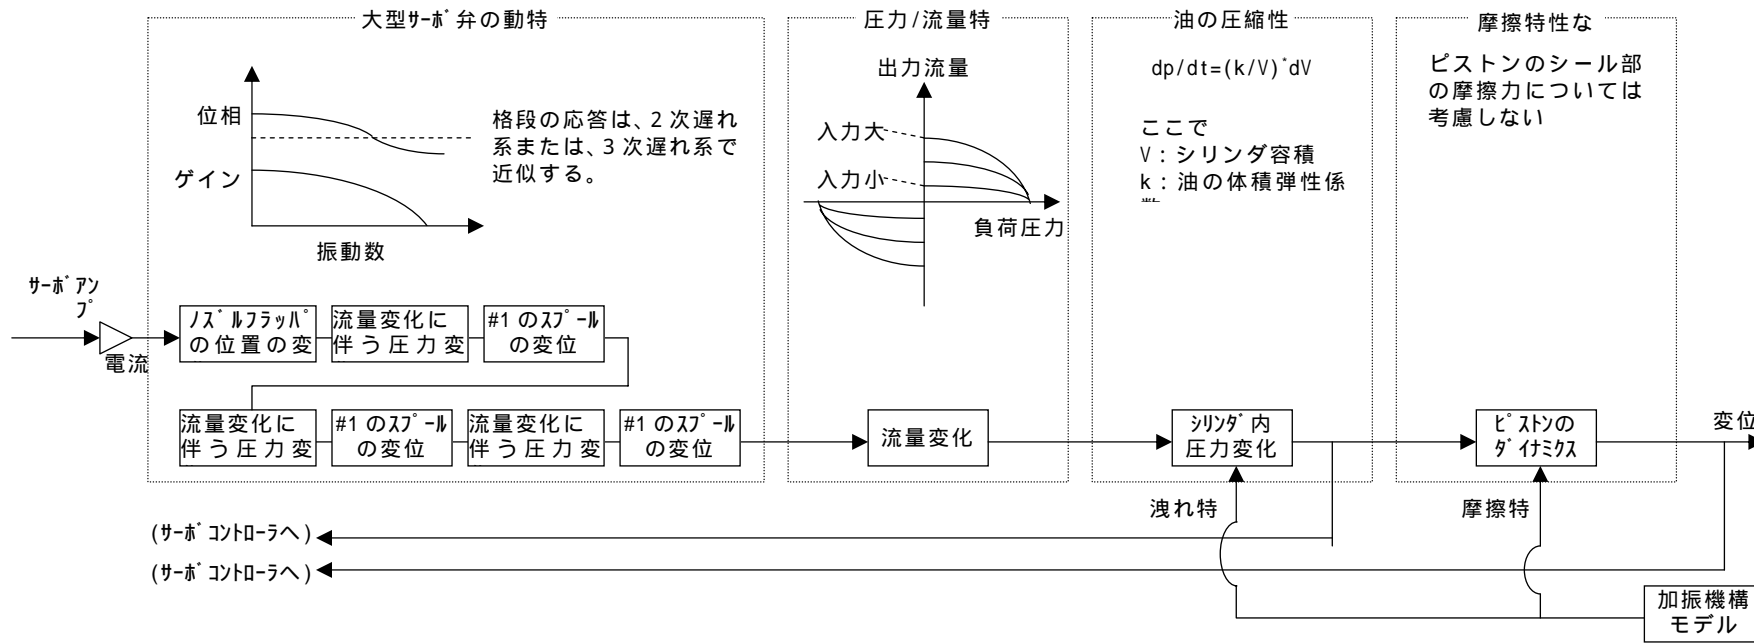 大型ｻｰﾎﾞ弁の動特
位相
ゲイン
振動数
格段の応答は、2次遅れ
系または、3次遅れ系で
近似する。
圧力/流量特
出力流量
入力大
入力小
負荷圧力
油の圧縮性
dp/dt=(k/V)*dV
ここで
V：シリンダ容積
k：油の体積弾性係
摩擦特性な
ピストンのシール部
の摩擦力については
考慮しない
ｻｰﾎﾞｱﾝ
ﾌﾟ
電流
ﾉｽﾞﾙﾌﾗｯﾊﾟ
の位置の変
流量変化に
伴う圧力変
#1のｽﾌﾟｰﾙ
の変位
流量変化に
伴う圧力変
#1のｽﾌﾟｰﾙ
の変位
流量変化に
伴う圧力変
#1のｽﾌﾟｰﾙ
の変位
流量変化
ｼﾘﾝﾀﾞ内
圧力変化
ﾋﾟｽﾄﾝの
ﾀﾞｲﾅﾐｸｽ
変位
洩れ特
摩擦特
(ｻｰﾎﾞｺﾝﾄﾛｰﾗへ)
(ｻｰﾎﾞｺﾝﾄﾛｰﾗへ)
加振機構
モデル